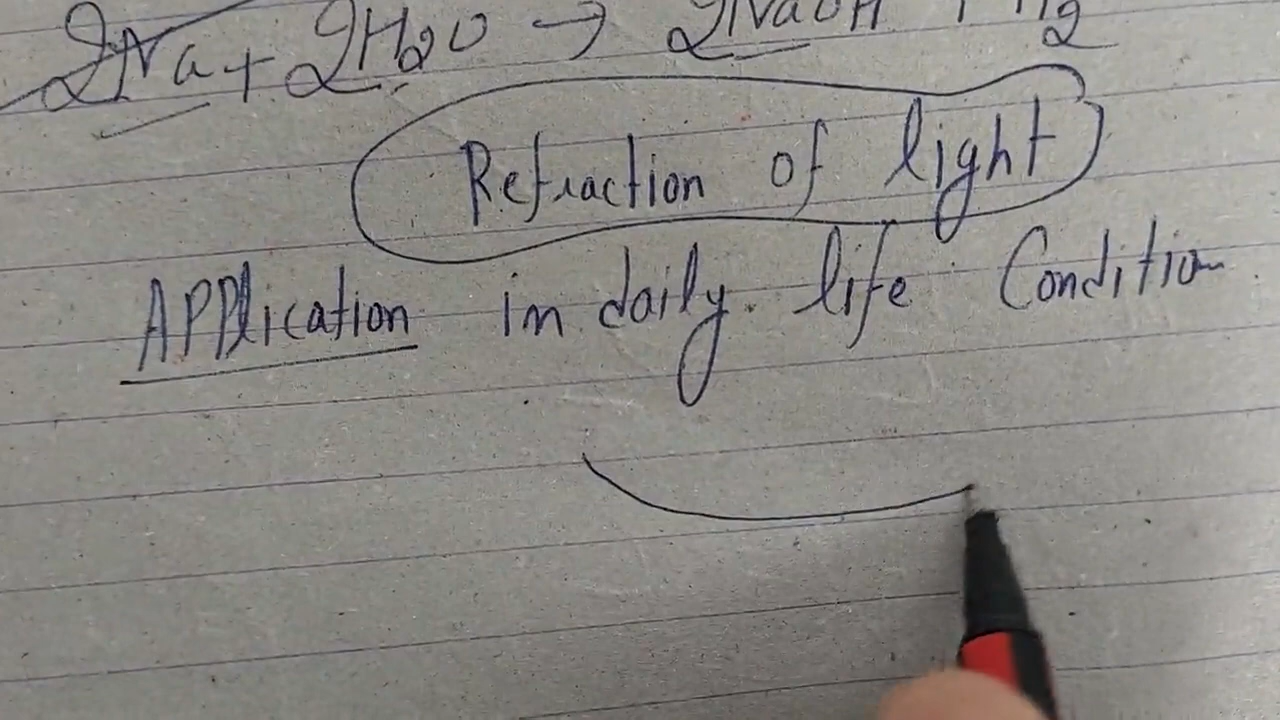 2Na + 2H2O → 2NaOH + H2
Refraction of light
APPlication in daily life Condition